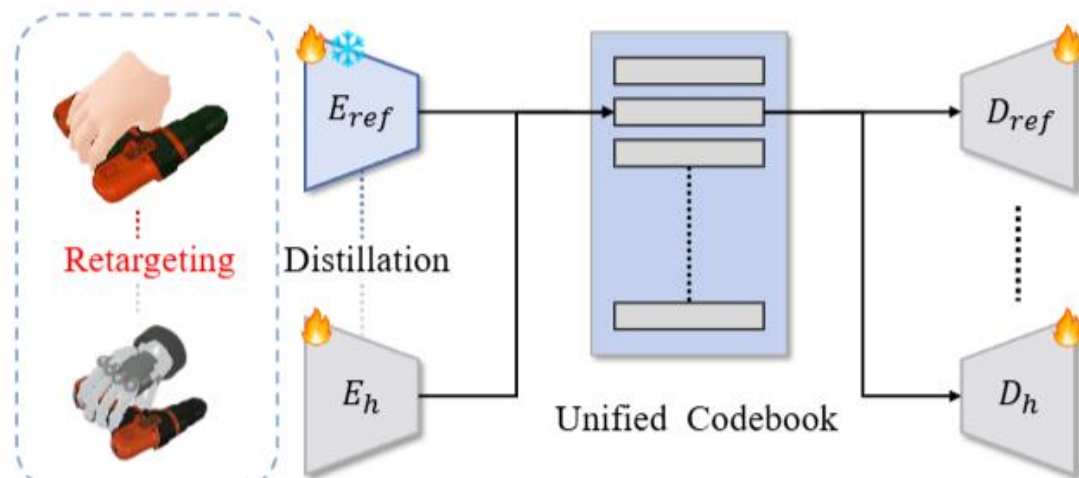 E_ref
D_ref
Retargeting
Distillation
E_h
Unified Codebook
D_h